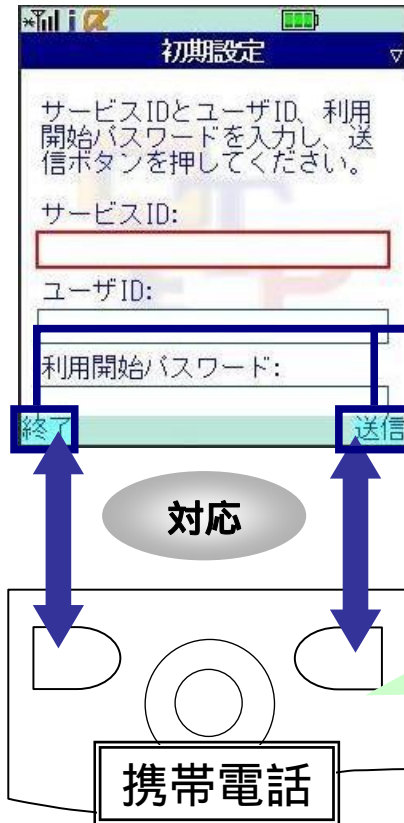 初期設定
サービスIDとユーザID、利用
開始パスワードを入力し、送
信ボタンを押してください。
サービスID:
ユーザID:
利用開始パスワード:
終了
送信
対応
携帯電話